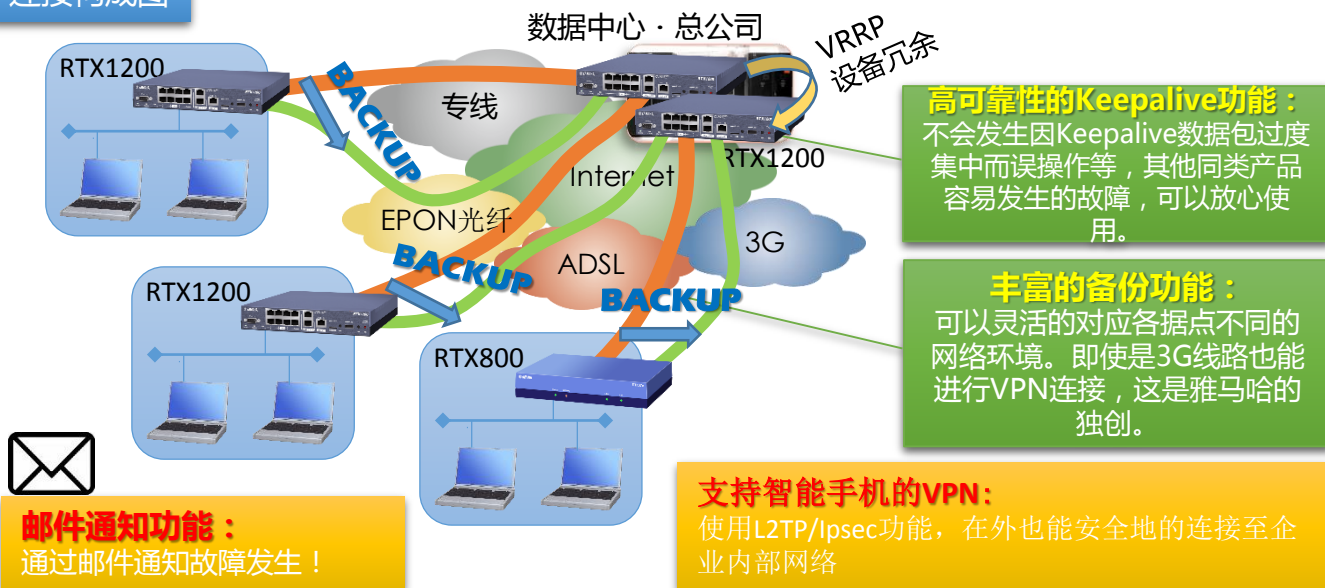 连接构成图
数据中心·总公司
VRRP
设备冗余
RTX1200
BACKUP
专线
RTX1200
Internet
EPON光纤
3G
ADSL
BACKUP
BACKUP
RTX1200
RTX800
高可靠性的Keepalive功能：
不会发生因Keepalive数据包过度
集中而误操作等，其他同类产品
容易发生的故障，可以放心使
用。
丰富的备份功能：
可以灵活的对应各据点不同的
网络环境。即使是3G线路也能
进行VPN连接，这是雅马哈的
独创。
邮件通知功能：
通过邮件通知故障发生！
支持智能手机的VPN:
使用L2TP/Ipsec功能，在外也能安全地的连接至企
业内部网络